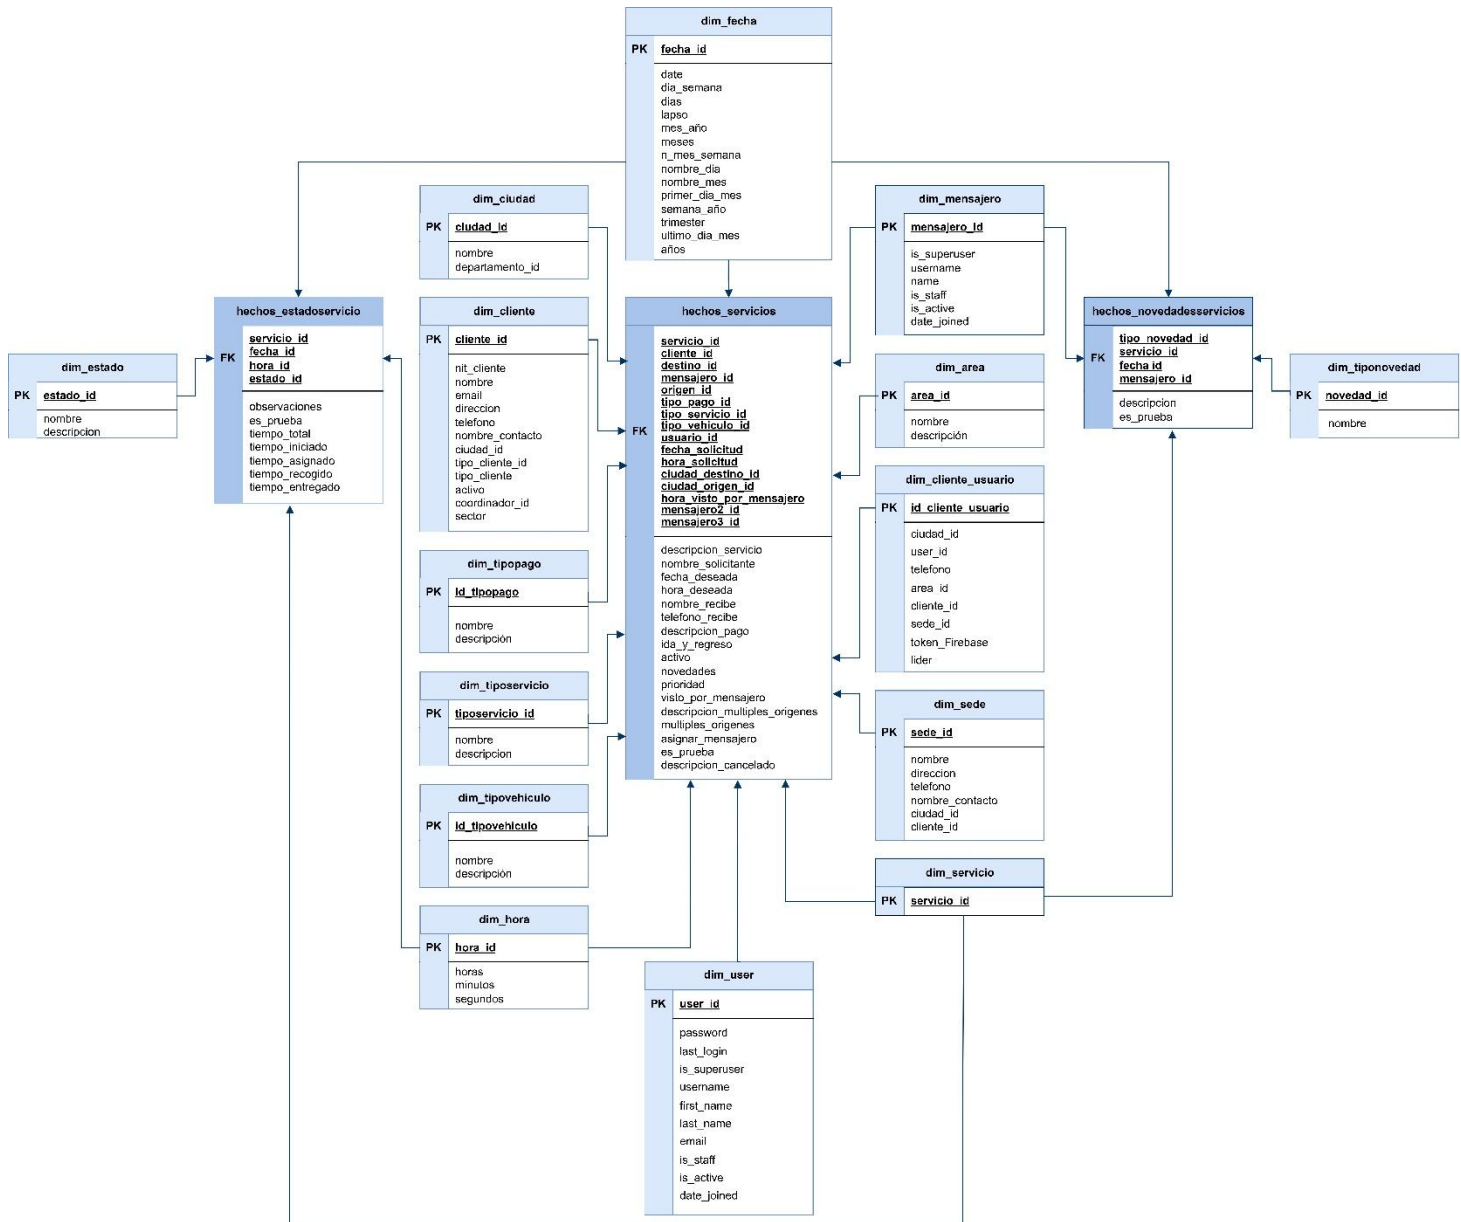 dim_fecha
PK fecha_id
date
dia_semana
dias
lapso
mes_año
meses
n_mes_semana
nombre_dia
nombre_mes
primer_dia_mes
semana_año
trimester
ultimo_dia_mes
años
dim_ciudad
PK ciudad_id
nombre
departamento_id
dim_mensajero
PK mensajero_id
is_superuser
username
name
is_staff
is_active
date_joined
hechos_estadoservicio
FK
servicio_id
fecha_id
hora_id
estado_id
observaciones
es_prueba
tiempo_total
tiempo_iniciado
tiempo_asignado
tiempo_recogido
tiempo_entregado
dim_cliente
PK cliente_id
nit_cliente
nombre
email
direccion
telefono
nombre_contacto
ciudad_id
tipo_cliente_id
tipo_cliente
activo
coordinador_id
sector
hechos_servicios
FK
servicio_id
cliente_id
destino_id
mensajero_id
origen_id
tipo_pago_id
tipo_servicio_id
tipo_vehiculo_id
usuario_id
fecha_solicitud
hora_solicitud
ciudad_destino_id
ciudad_origen_id
hora_visto_por_mensajero
mensajero2_id
mensajero3_id
descripcion_servicio
nombre_solicitante
fecha_deseada
hora_deseada
nombre_recibe
telefono_recibe
descripcion_pago
ida_y_regreso
activo
novedades
prioridad
visto_por_mensajero
descripcion_multiples_origenes
multiples_origenes
asignar_mensajero
es_prueba
descripcion_cancelado
hechos_novedadesservicios
FK
tipo_novedad_id
servicio_id
fecha_id
mensajero_id
descripcion
es_prueba
dim_estado
PK estado_id
nombre
descripcion
dim_area
PK area_id
nombre
descripción
dim_tiponovedad
PK novedad_id
nombre
dim_cliente_usuario
PK id_cliente_usuario
ciudad_id
user_id
telefono
area_id
cliente_id
sede_id
token_Firebase
lider
dim_tipopago
PK id_tipopago
nombre
descripción
dim_tiposervicio
PK tiposervicio_id
nombre
descripcion
dim_sede
PK sede_id
nombre
direccion
telefono
nombre_contacto
ciudad_id
cliente_id
dim_tipovehiculo
PK id_tipovehiculo
nombre
descripción
dim_servicio
PK servicio_id
dim_hora
PK hora_id
horas
minutos
segundos
dim_user
PK user_id
password
last_login
is_superuser
username
first_name
last_name
email
is_staff
is_active
date_joined